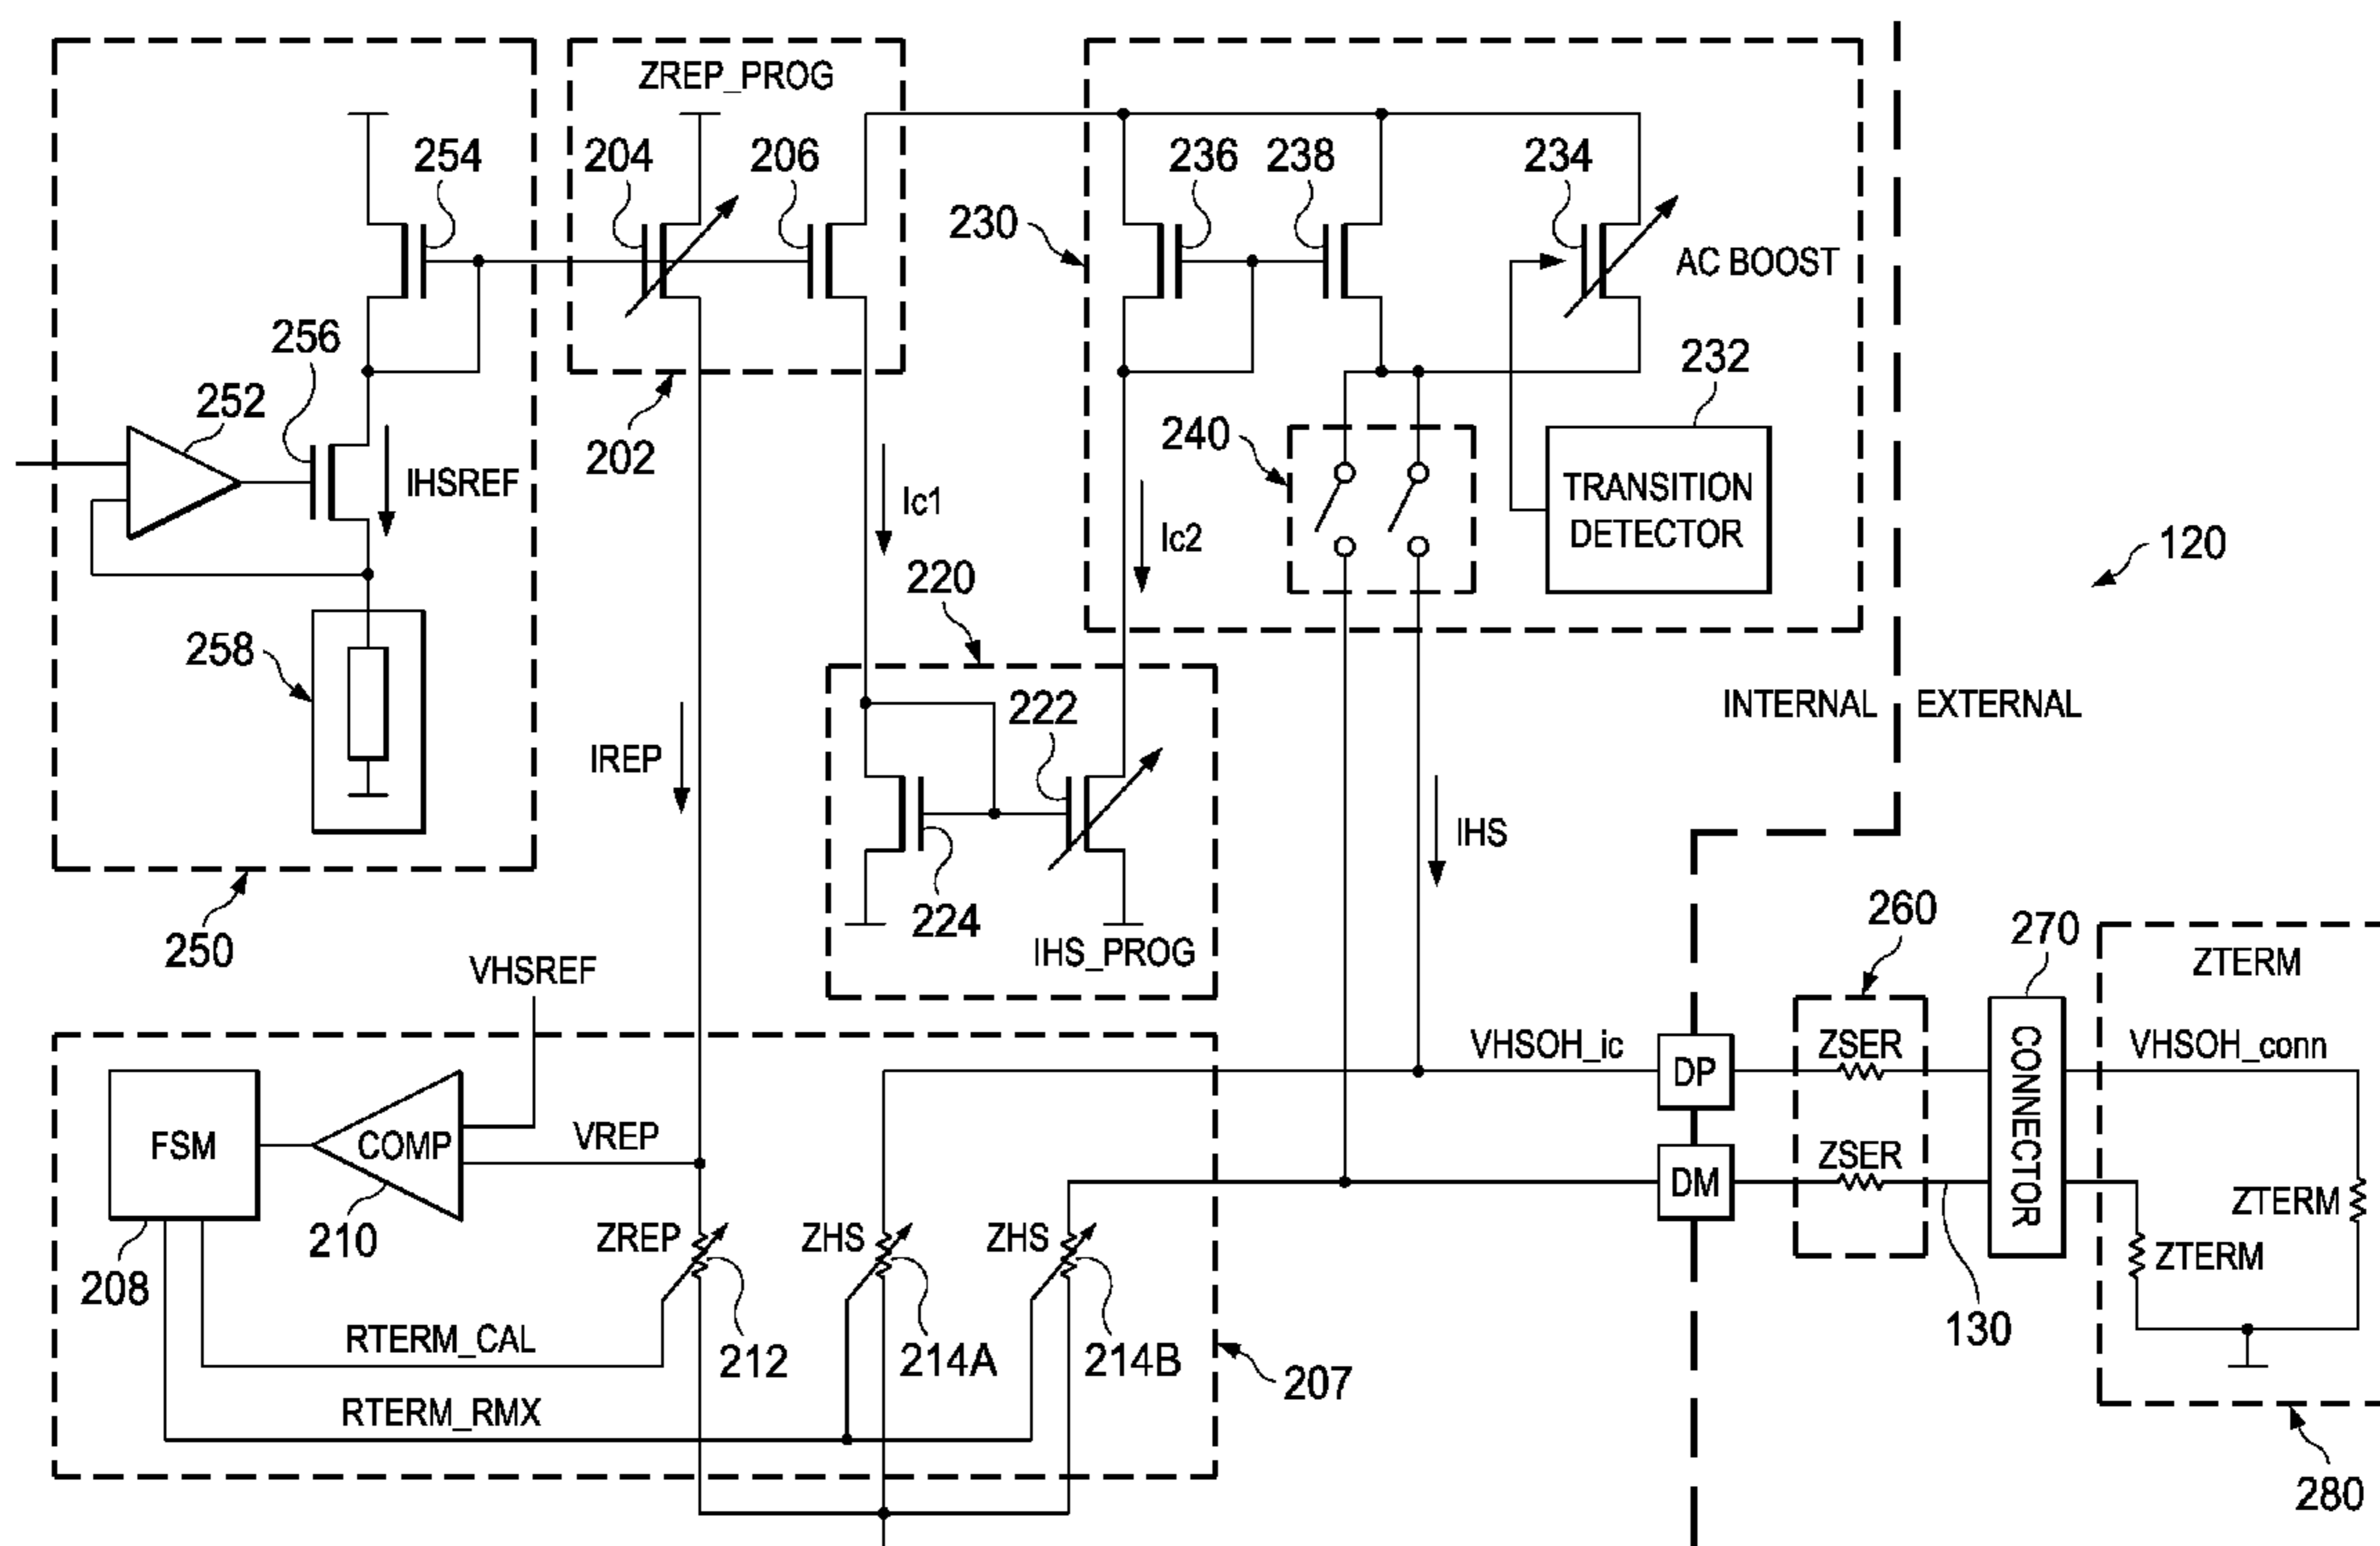 ZREP_PROG
254
204
206
236
238
234
230
AC BOOST
256
252
202
240
232
IHSREF
Ic1
Ic2
TRANSITION
DETECTOR
120
220
258
222
INTERNAL
EXTERNAL
IREP
IHS
224
IHS_PROG
250
260
270
ZTERM
VHSREF
VHSOH_ic
DP
ZSER
CONNECTOR
VHSOH_conn
FSM
COMP
VREP
DM
ZSER
ZTERM
210
ZREP
ZHS
ZHS
ZTERM
208
130
RTERM_CAL
212
214A
214B
207
RTERM_RMX
280